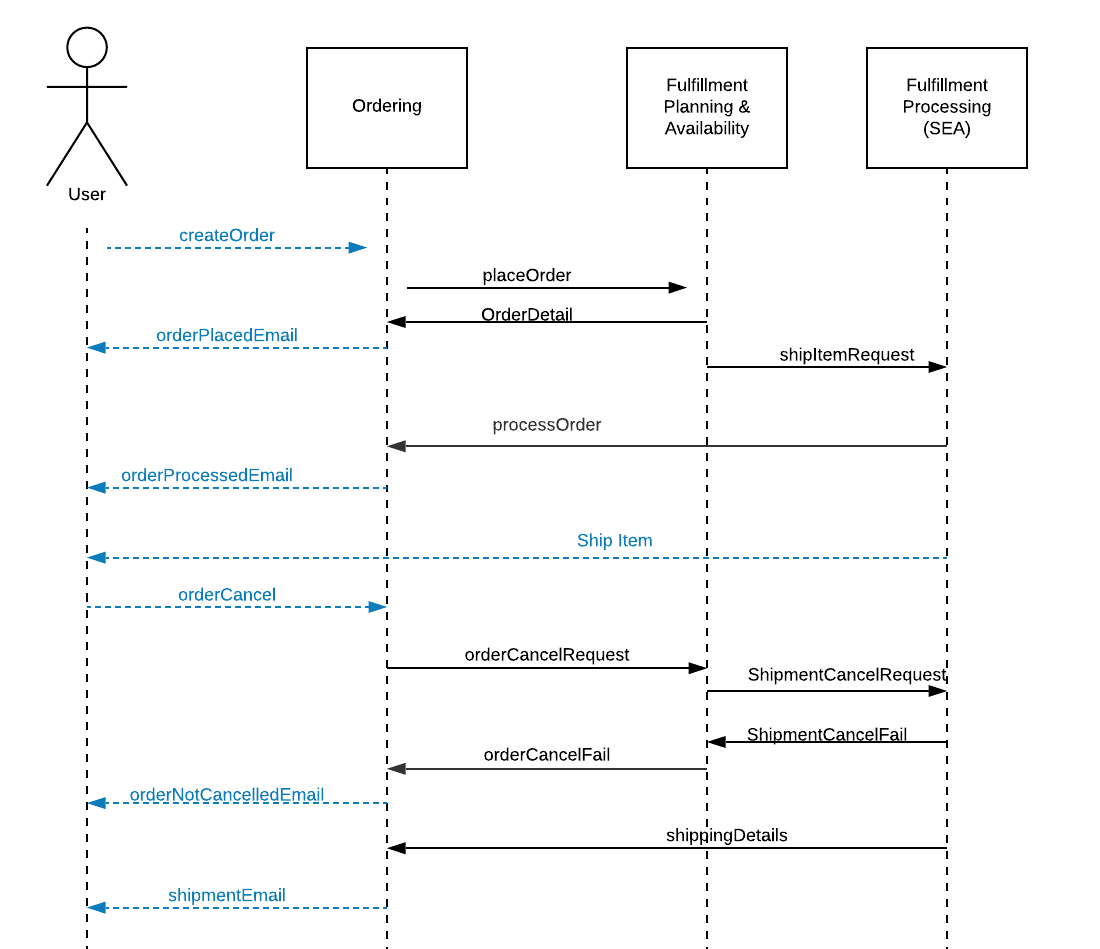 User
Ordering
Fulfillment
Planning &
Availability
Fulfillment
Processing
(SEA)
createOrder
placeOrder
OrderDetail
orderPlacedEmail
shipItemRequest
processOrder
orderProcessedEmail
Ship Item
orderCancel
orderCancelRequest
ShipmentCancelRequest
ShipmentCancelFail
orderCancelFail
orderNotCancelledEmail
shippingDetails
shipmentEmail